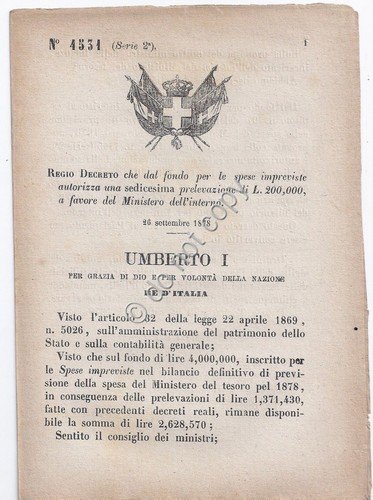 N° 4531 (Serie 2ª). 1
REGIO DECRETO che dal fondo per le spese impreviste
autorizza una sedicesima prelevazione di L. 200,000,
a favore del Ministero dell'interno.
26 settembre 1878
UMBERTO I
PER GRAZIA DI DIO E PER VOLONTÀ DELLA NAZIONE
RE D'ITALIA
Visto l'articolo 32 della legge 22 aprile 1869,
n. 5026, sull'amministrazione del patrimonio dello
Stato e sulla contabilità generale;
Visto che sul fondo di lire 4,000,000, inscritto per
le Spese impreviste nel bilancio definitivo di previ-
sione della spesa del Ministero del tesoro pel 1878,
in conseguenza delle prelevazioni di lire 1,371,430,
fatte con precedenti decreti reali, rimane disponi-
bile la somma di lire 2,628,570;
Sentito il consiglio dei ministri;